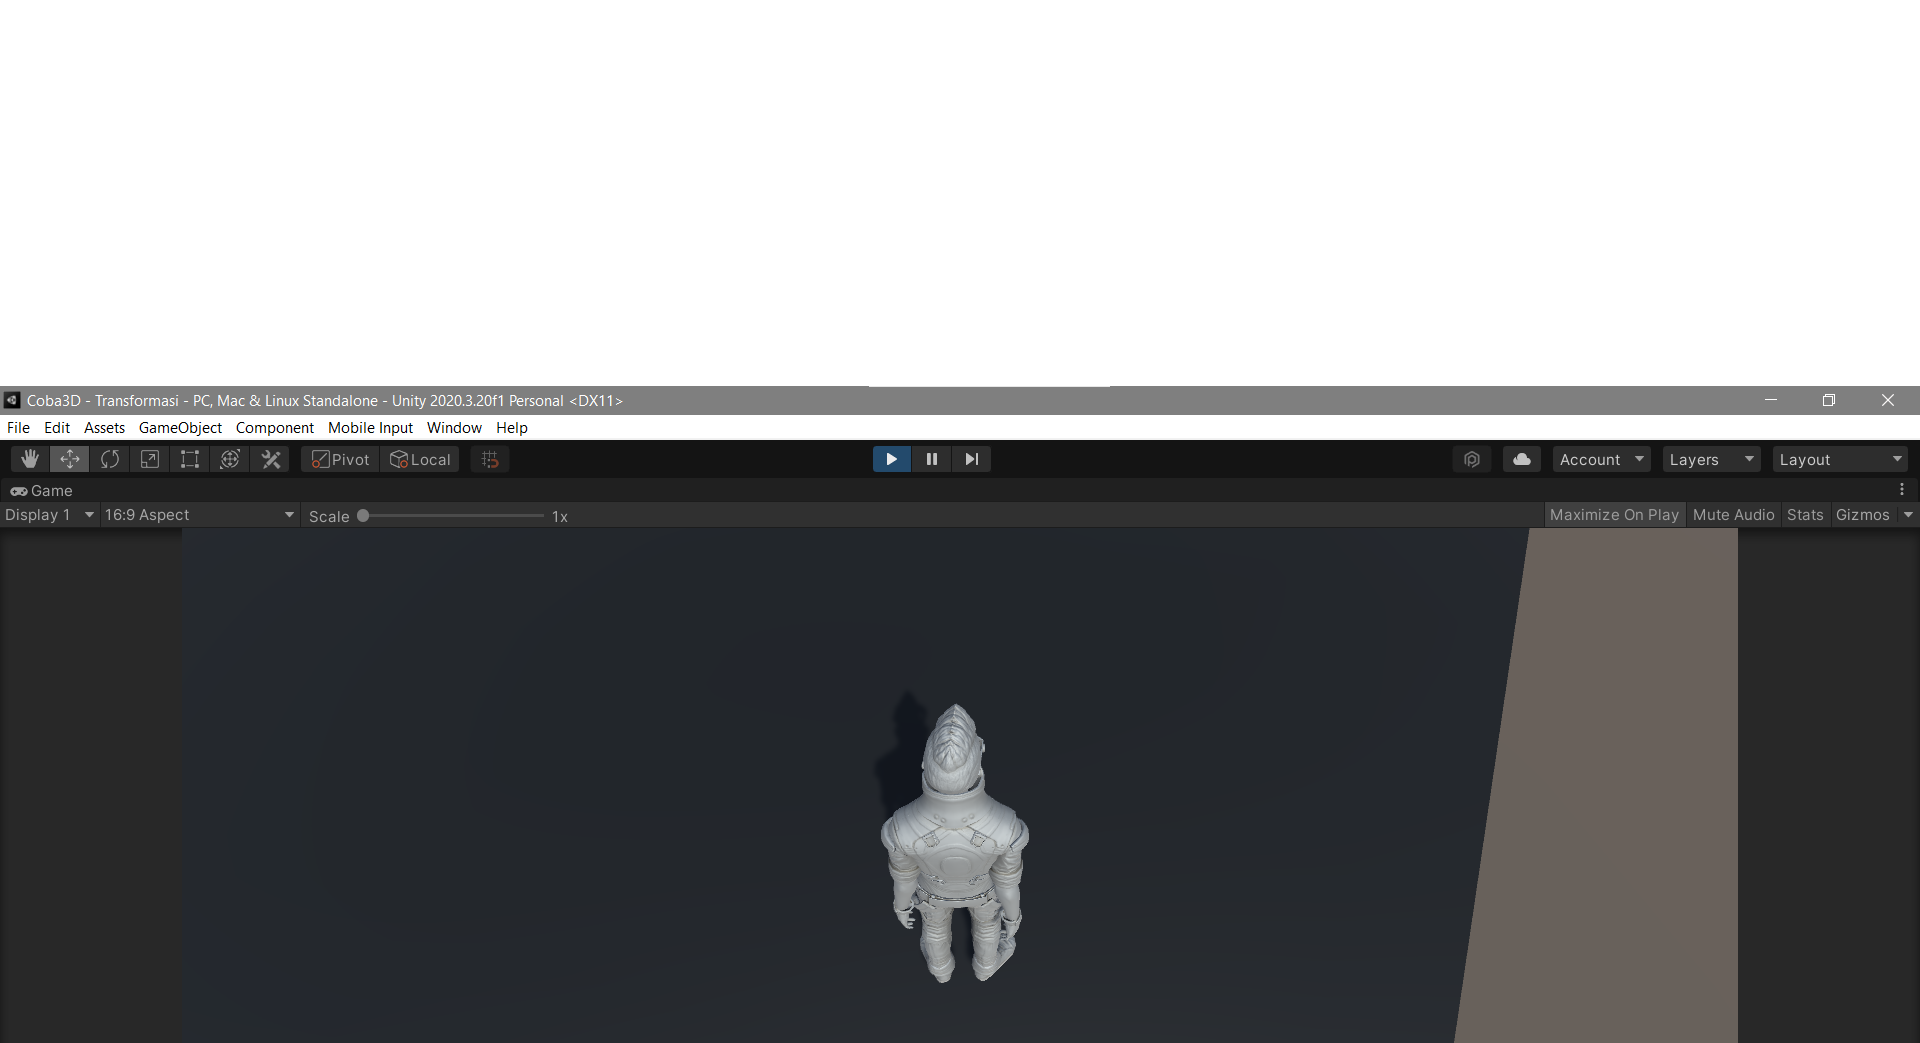 Coba3D - Transformasi - PC, Mac & Linux Standalone - Unity 2020.3.20f1 Personal <DX11>
File Edit Assets GameObject Component Mobile Input Window Help
Pivot Local Account Layers Layout
Game
Display 1 16:9 Aspect Scale 1x Maximize On Play Mute Audio Stats Gizmos